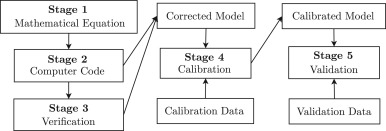 Stage 1
Mathematical Equation
Stage 2
Computer Code
Stage 3
Verification
Corrected Model
Stage 4
Calibration
Calibration Data
Calibrated Model
Stage 5
Validation
Validation Data